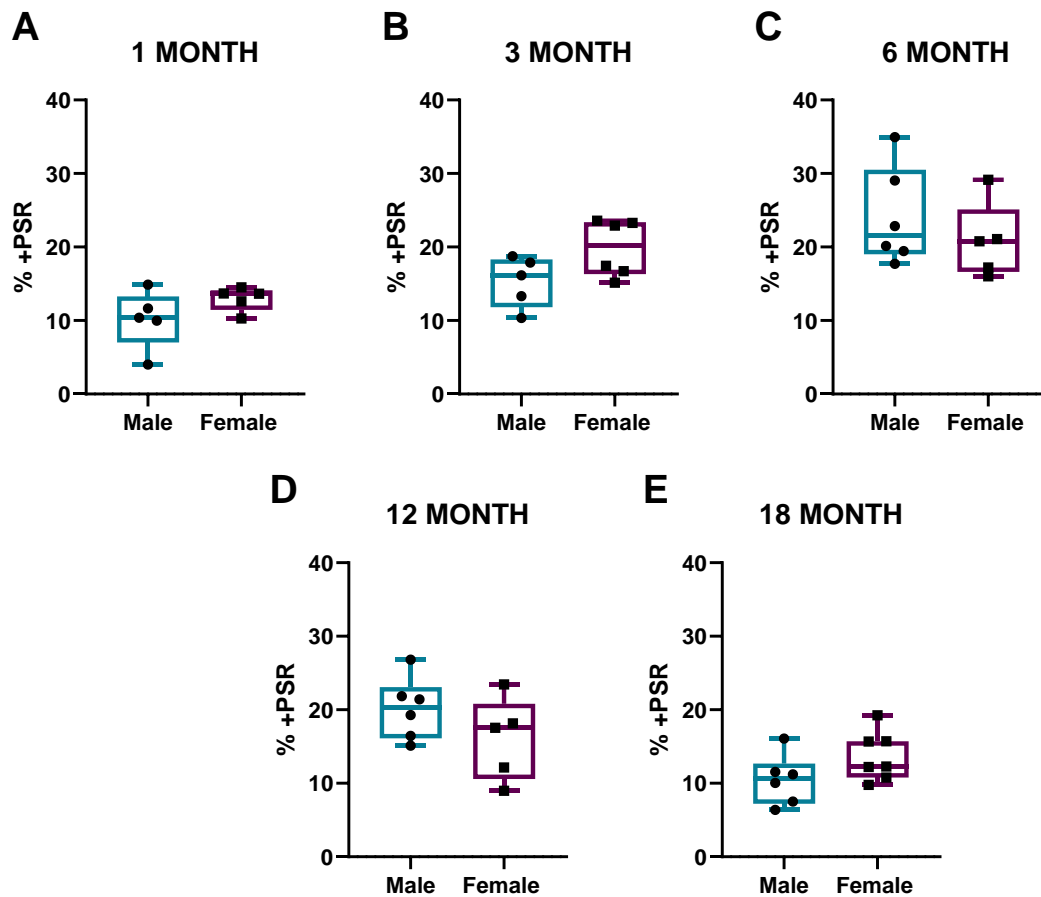 A
1 MONTH
% +PSR
40
30
20
10
0
Male Female
B
3 MONTH
% +PSR
40
30
20
10
0
Male Female
C
6 MONTH
% +PSR
40
30
20
10
0
Male Female
D
12 MONTH
% +PSR
40
30
20
10
0
Male Female
E
18 MONTH
% +PSR
40
30
20
10
0
Male Female